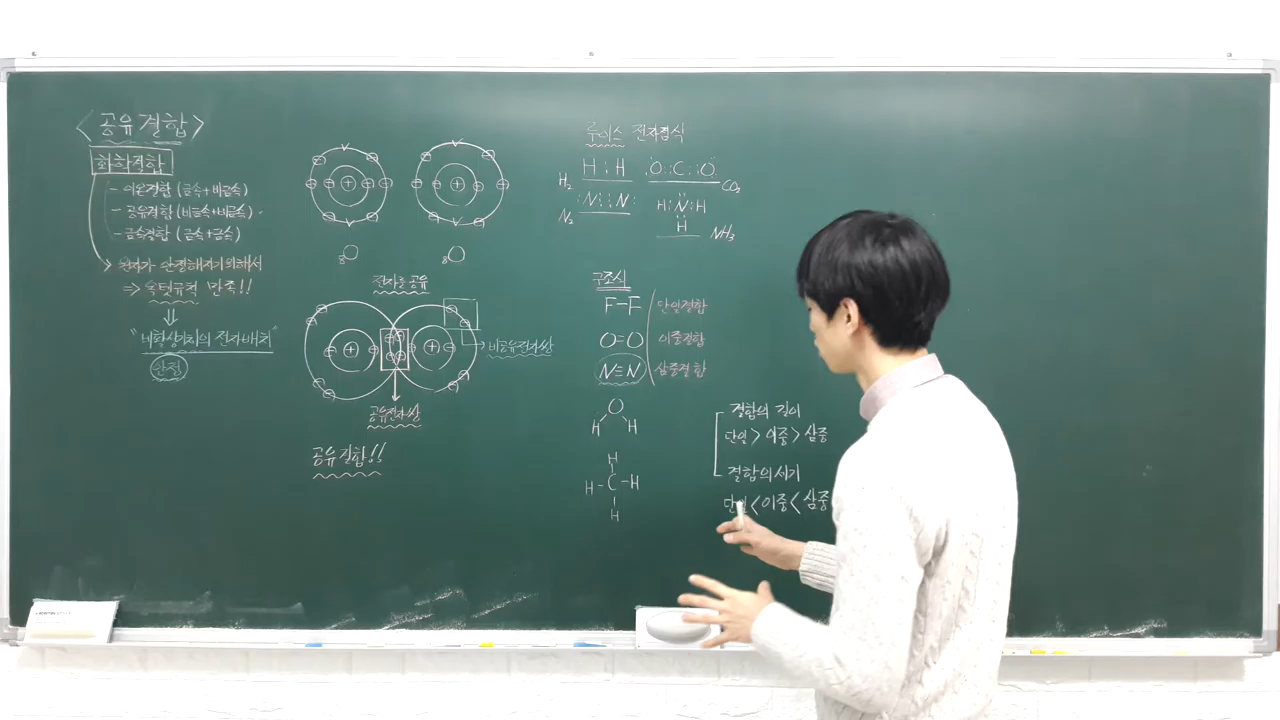 <공유결합>
화학결합
- 이온결합 (금속+비금속)
- 공유결합 (비금속+비금속)
- 금속결합 (금속+금속)
원자가 안정해지기위해서
⇒ 옥텟규칙 만족!!
"비활성기체의 전자배치"
안정
₈O ₈O
전자를 공유
비공유전자쌍
공유전자쌍
공유결합!!
루이스 전자점식
H:H
H₂
:O::C::O:
CO₂
:N⋮⋮N:
N₂
H:N:H
H
NH₃
구조식
F-F 단일결합
O=O 이중결합
N≡N 삼중결합
O
H H
H
H-C-H
H
결합의 길이
단일>이중>삼중
결합의 세기
단일<이중<삼중